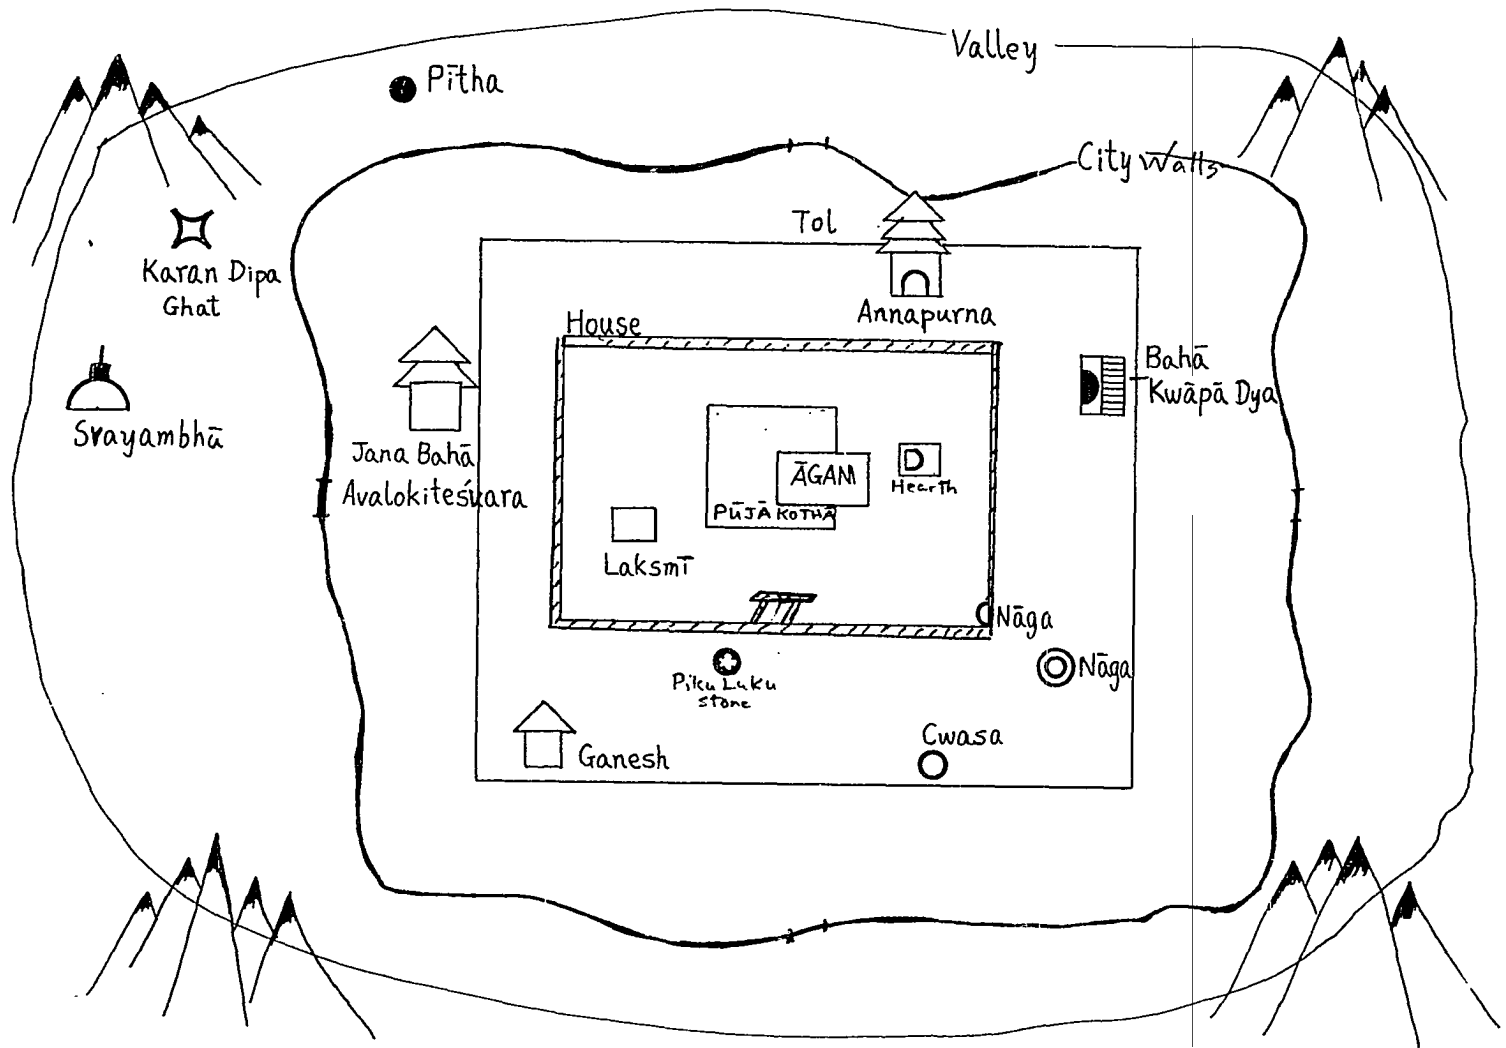 Valley
Pītha
City Walls
Tol
Karan Dipa
Ghat
Annapurna
House
Bahā
Kwāpā Dya
Svayambhū
Jana Bahā
Avalokiteśvara
ĀGAM
Hearth
PŪJĀ KOTHĀ
Laksmī
Nāga
Nāga
Piku Luku
stone
Cwasa
Ganesh